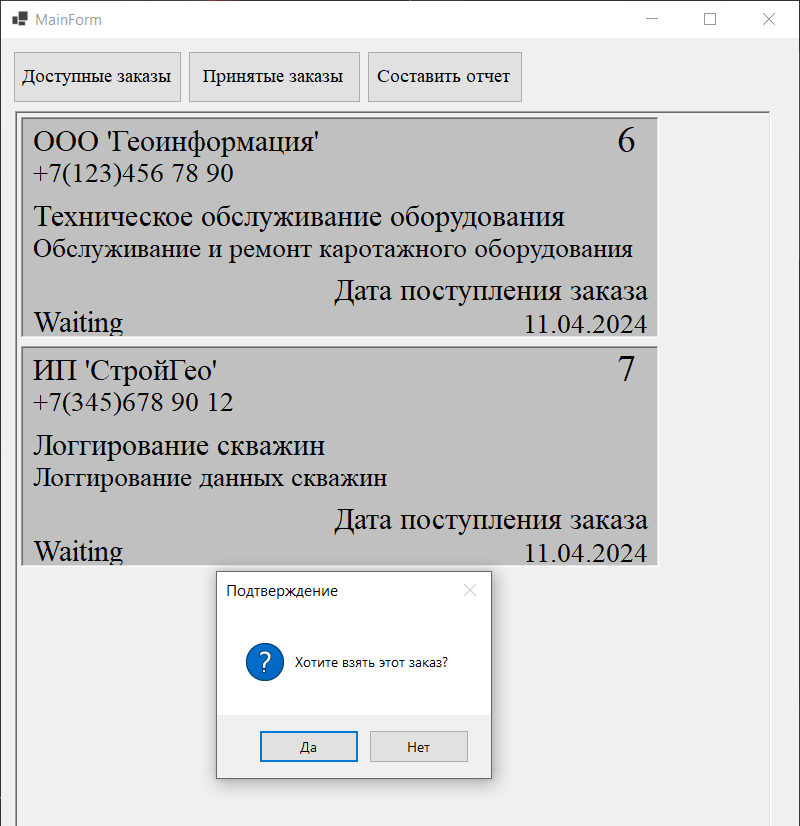 MainForm
Доступные заказы
Принятые заказы
Составить отчет
ООО 'Геоинформация'
6
+7(123)456 78 90
Техническое обслуживание оборудования
Обслуживание и ремонт каротажного оборудования
Дата поступления заказа
Waiting
11.04.2024
ИП 'СтройГео'
7
+7(345)678 90 12
Логгирование скважин
Логгирование данных скважин
Дата поступления заказа
Waiting
11.04.2024
Подтверждение
Хотите взять этот заказ?
Да
Нет